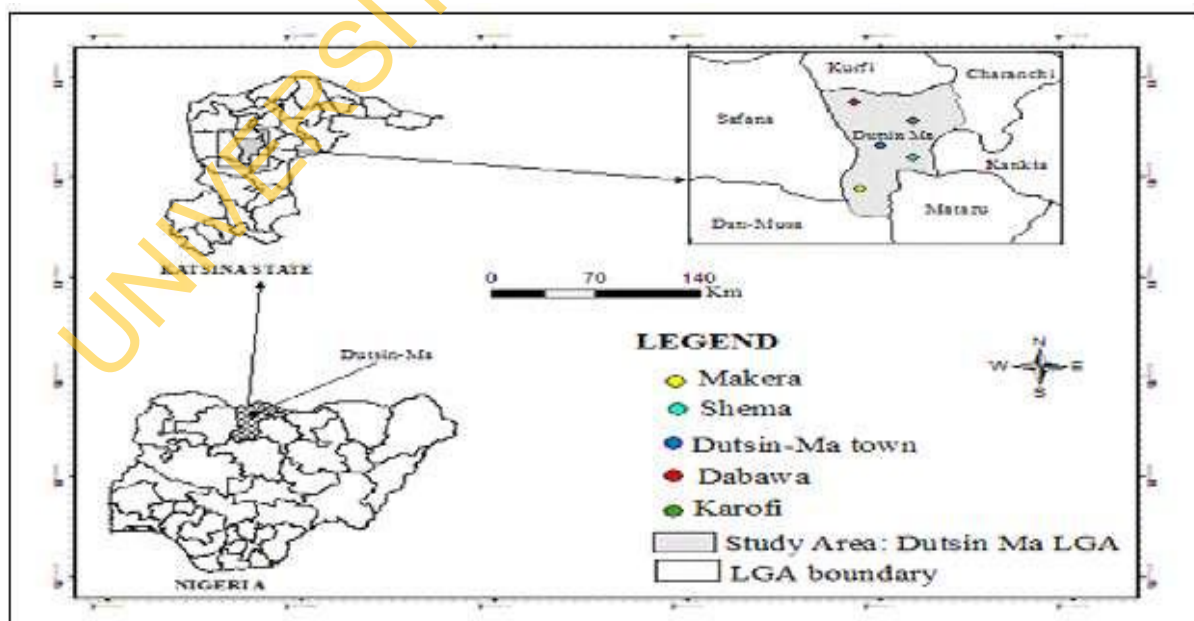 UNIVERSIT
Kurfi
Charanchi
Safana
Dutsin Ma
Kankia
Matazu
Dan-Musa
KATSINA STATE
0 70 140
Km
Dutsin-Ma
LEGEND
Makera
Shema
Dutsin-Ma town
Dabawa
Karofi
Study Area: Dutsin Ma LGA
LGA boundary
N
W E
S
NIGERIA